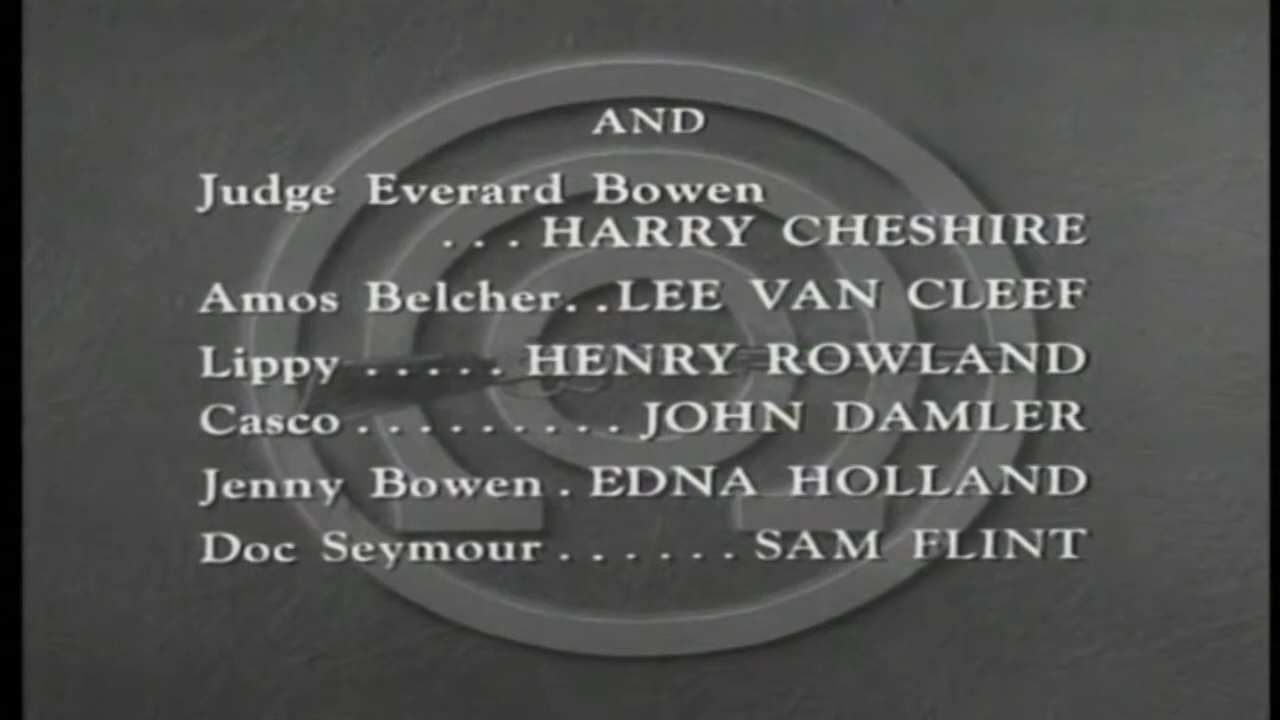 AND
Judge Everard Bowen
. . . HARRY CHESHIRE
Amos Belcher. . LEE VAN CLEEF
Lippy . . . . . HENRY ROWLAND
Casco . . . . . . . . . JOHN DAMLER
Jenny Bowen . EDNA HOLLAND
Doc Seymour . . . . . . SAM FLINT